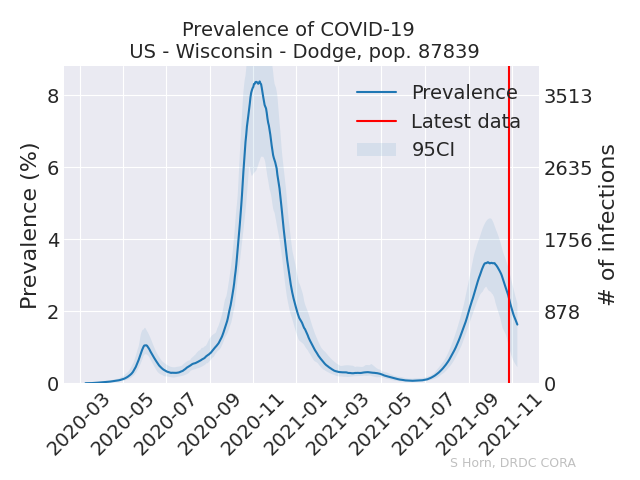 Prevalence of COVID-19
US - Wisconsin - Dodge, pop. 87839
Prevalence
Latest data
95CI
Prevalence (%)
8
6
4
2
0
# of infections
3513
2635
1756
878
0
2020-03
2020-05
2020-07
2020-09
2020-11
2021-01
2021-03
2021-05
2021-07
2021-09
2021-11
S Horn, DRDC CORA